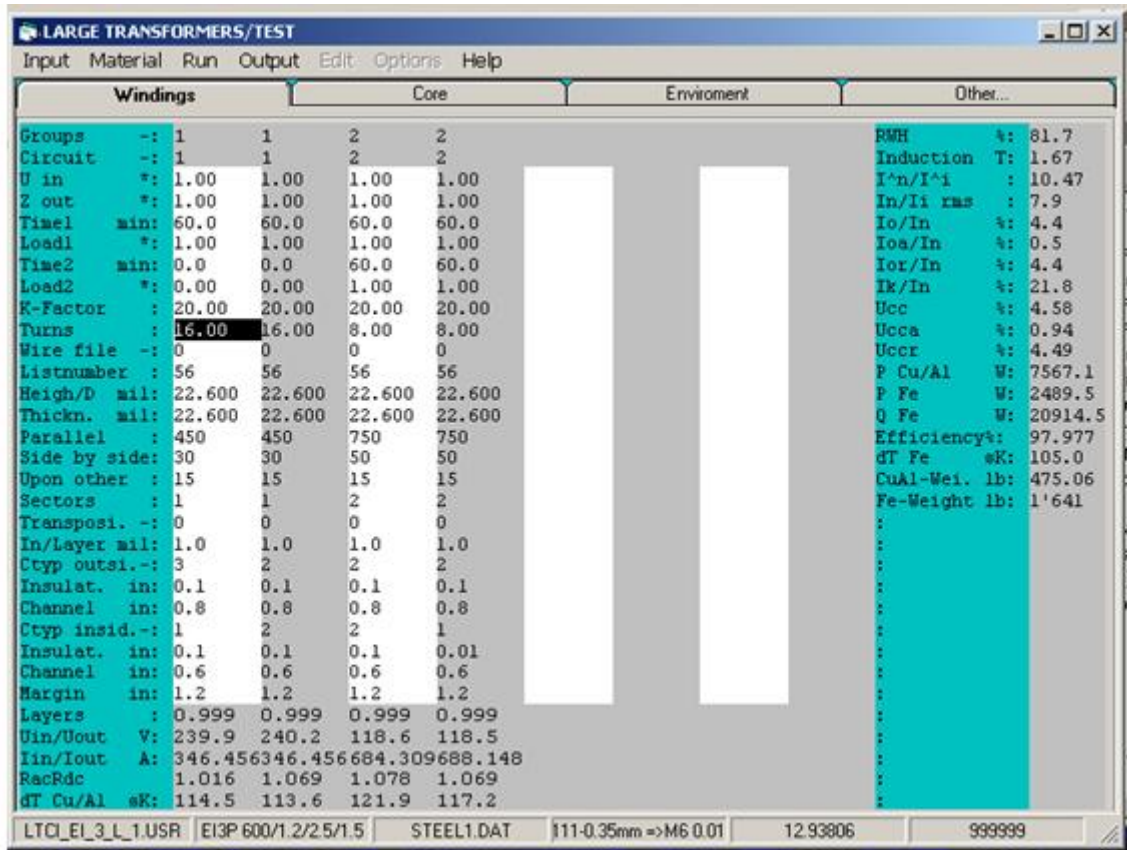 LARGE TRANSFORMERS/TEST
Input Material Run Output Edit Options Help
Windings Core Enviroment Other...
Groups -: 1 1 2 2 RWH %: 81.7
Circuit -: 1 1 2 2 Induction T: 1.67
U in *: 1.00 1.00 1.00 1.00 I^n/I^i : 10.47
Z out *: 1.00 1.00 1.00 1.00 In/Ii rms : 7.9
Time1 min: 60.0 60.0 60.0 60.0 Io/In %: 4.4
Load1 *: 1.00 1.00 1.00 1.00 Ioa/In %: 0.5
Time2 min: 0.0 0.0 60.0 60.0 Ior/In %: 4.4
Load2 *: 0.00 0.00 1.00 1.00 Ik/In %: 21.8
K-Factor : 20.00 20.00 20.00 20.00 Ucc %: 4.58
Turns : 16.00 16.00 8.00 8.00 Ucca %: 0.94
Wire file -: 0 0 0 0 Uccr %: 4.49
Listnumber : 56 56 56 56 P Cu/Al W: 7567.1
Heigh/D mil: 22.600 22.600 22.600 22.600 P Fe W: 2489.5
Thickn. mil: 22.600 22.600 22.600 22.600 Q Fe W: 20914.5
Parallel : 450 450 750 750 Efficiency%: 97.977
Side by side: 30 30 50 50 dT Fe øK: 105.0
Upon other : 15 15 15 15 CuAl-Wei. lb: 475.06
Sectors : 1 1 2 2 Fe-Weight lb: 1'641
Transposi. -: 0 0 0 0 :
In/Layer mil: 1.0 1.0 1.0 1.0 :
Ctyp outsi.-: 3 2 2 2 :
Insulat. in: 0.1 0.1 0.1 0.1 :
Channel in: 0.8 0.8 0.8 0.8 :
Ctyp insid.-: 1 2 2 1 :
Insulat. in: 0.1 0.1 0.1 0.01 :
Channel in: 0.6 0.6 0.6 0.6 :
Margin in: 1.2 1.2 1.2 1.2 :
Layers : 0.999 0.999 0.999 0.999 :
Uin/Uout V: 239.9 240.2 118.6 118.5 :
Iin/Iout A: 346.456346.456684.309688.148 :
RacRdc 1.016 1.069 1.078 1.069 :
dT Cu/Al øK: 114.5 113.6 121.9 117.2 :
LTCI_EI_3_L_1.USR EI3P 600/1.2/2.5/1.5 STEEL1.DAT 111-0.35mm =>M6 0.01 12.93806 999999